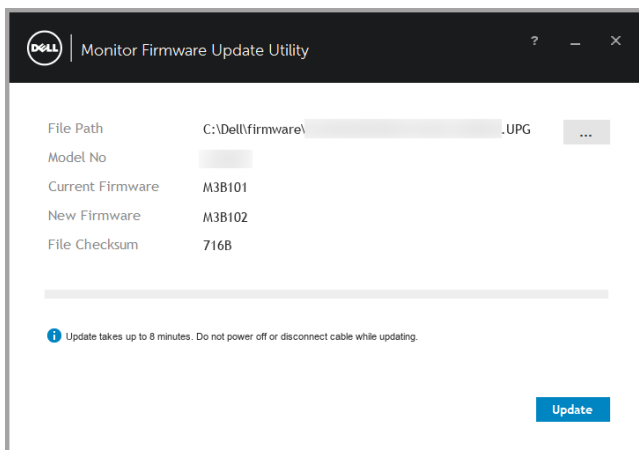 DELL Monitor Firmware Update Utility ? _ ×
File Path C:\Dell\firmware\ .UPG ...
Model No
Current Firmware M3B101
New Firmware M3B102
File Checksum 716B
i Update takes up to 8 minutes. Do not power off or disconnect cable while updating.
Update